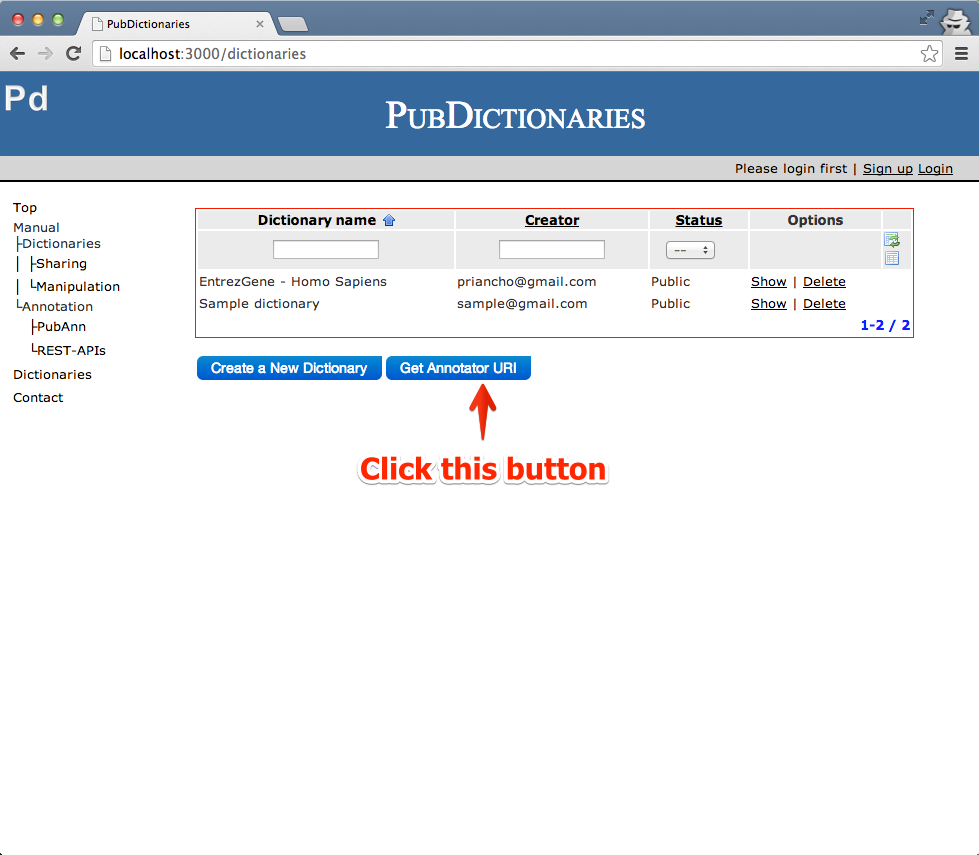 PubDictionaries
localhost:3000/dictionaries
Pd
PUBDICTIONARIES
Please login first | Sign up Login
Top
Manual
├Dictionaries
│ ├Sharing
│ └Manipulation
└Annotation
├PubAnn
└REST-APIs
Dictionaries
Contact
Dictionary name Creator Status Options
--
EntrezGene - Homo Sapiens priancho@gmail.com Public Show | Delete
Sample dictionary sample@gmail.com Public Show | Delete
1-2 / 2
Create a New Dictionary Get Annotator URI
Click this button